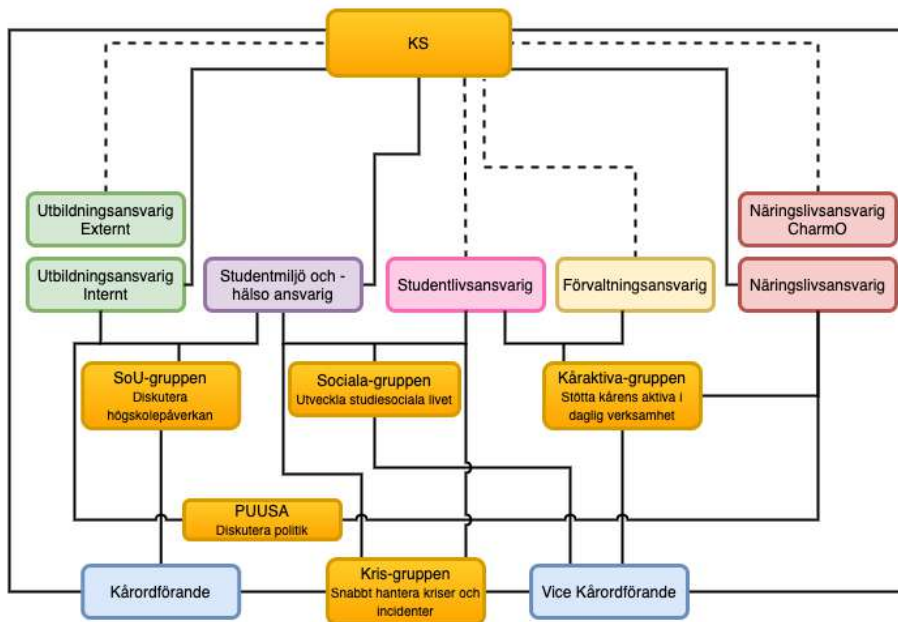 KS
Utbildningsansvarig
Externt
Näringslivsansvarig
CharmO
Utbildningsansvarig
Internt
Studentmiljö och -
hälso ansvarig
Studentlivsansvarig
Förvaltningsansvarig
Näringslivsansvarig
SoU-gruppen
Diskutera
högskolepåverkan
Sociala-gruppen
Utveckla studiesociala livet
Kåraktiva-gruppen
Stötta kårens aktiva i
daglig verksamhet
PUUSA
Diskutera politik
Kårordförande
Kris-gruppen
Snabbt hantera kriser och
incidenter
Vice Kårordförande